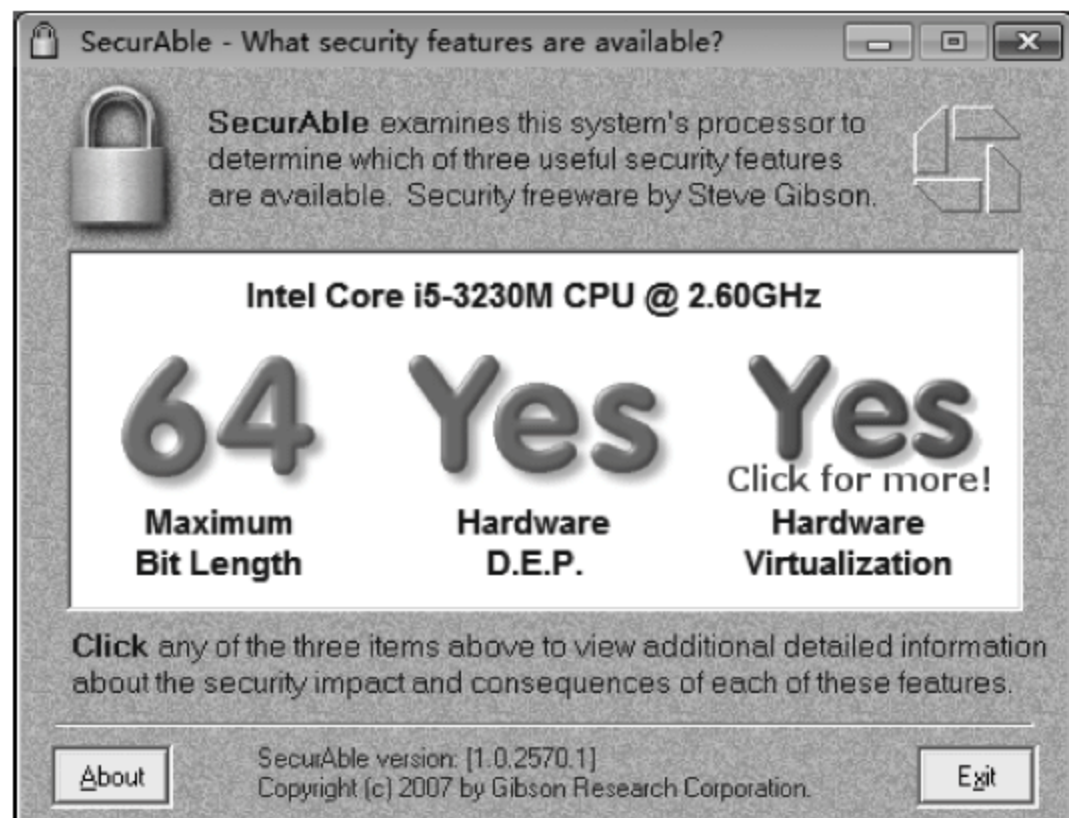 SecurAble - What security features are available?
SecurAble examines this system's processor to
determine which of three useful security features
are available. Security freeware by Steve Gibson.
Intel Core i5-3230M CPU @ 2.60GHz
64 Yes Yes
Click for more!
Maximum Hardware Hardware
Bit Length D.E.P. Virtualization
Click any of the three items above to view additional detailed information
about the security impact and consequences of each of these features.
About
SecurAble version: [1.0.2570.1]
Copyright (c) 2007 by Gibson Research Corporation.
Exit